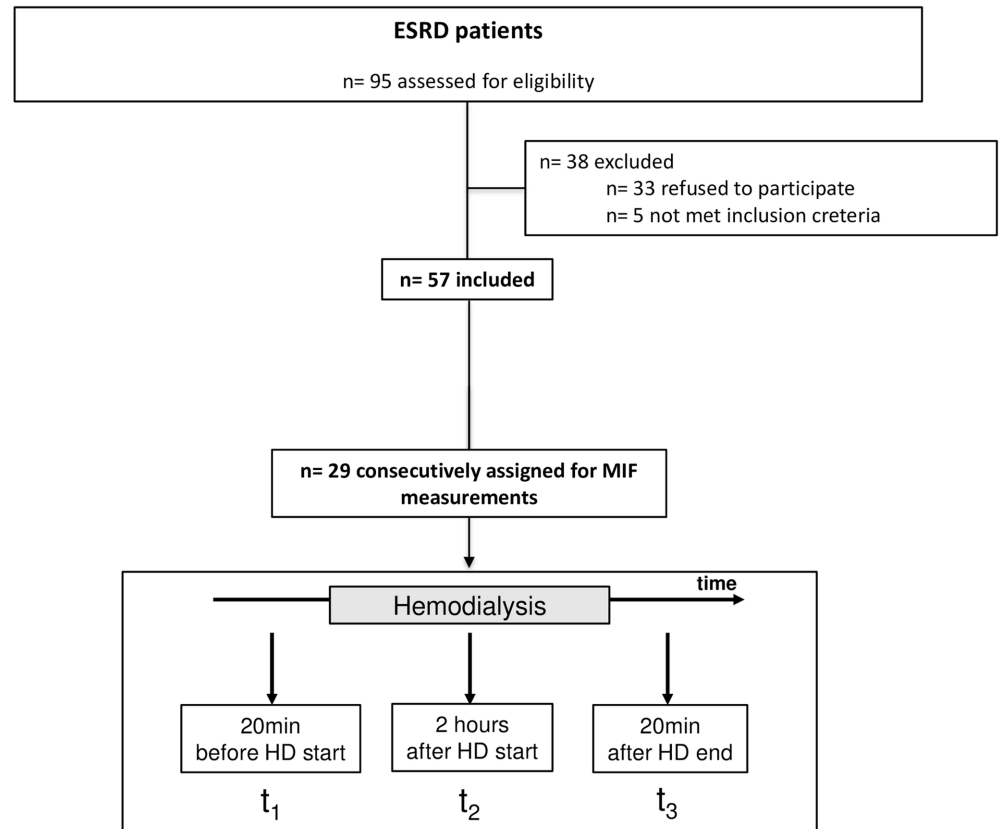 ESRD patients
n= 95 assessed for eligibility
n= 38 excluded
n= 33 refused to participate
n= 5 not met inclusion creteria
n= 57 included
n= 29 consecutively assigned for MIF
measurements
time
Hemodialysis
20min
before HD start
2 hours
after HD start
20min
after HD end
t1
t2
t3